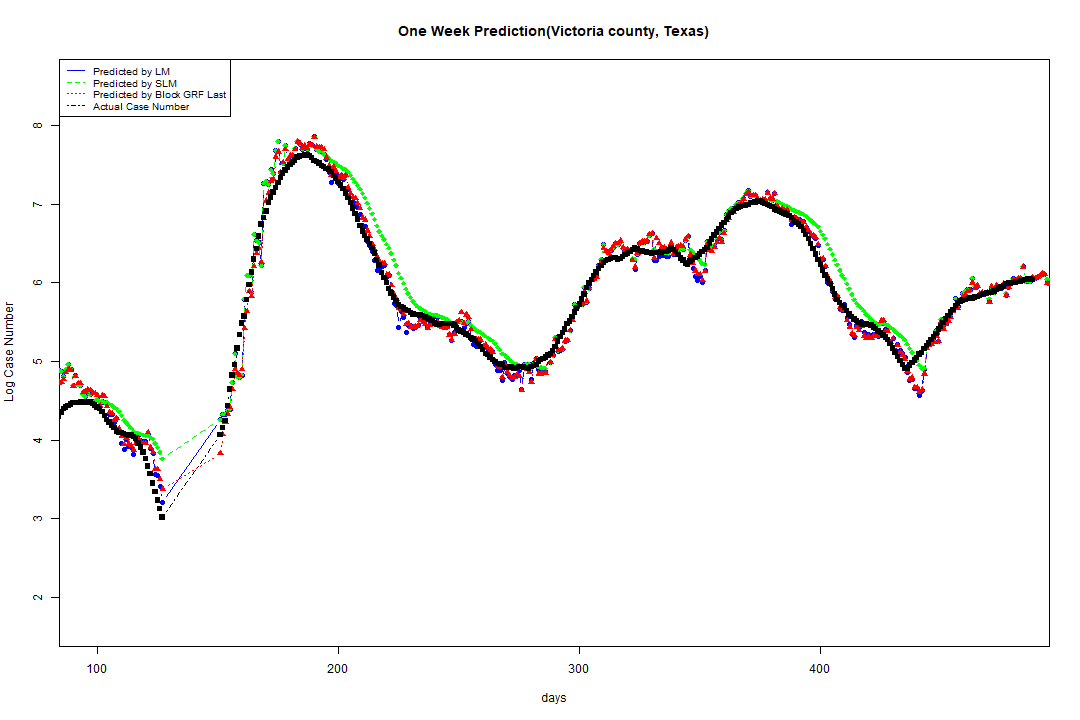 One Week Prediction(Victoria county, Texas)
Predicted by LM
Predicted by SLM
Predicted by Block GRF Last
Actual Case Number
8
7
6
5
4
3
2
Log Case Number
100 200 300 400
days